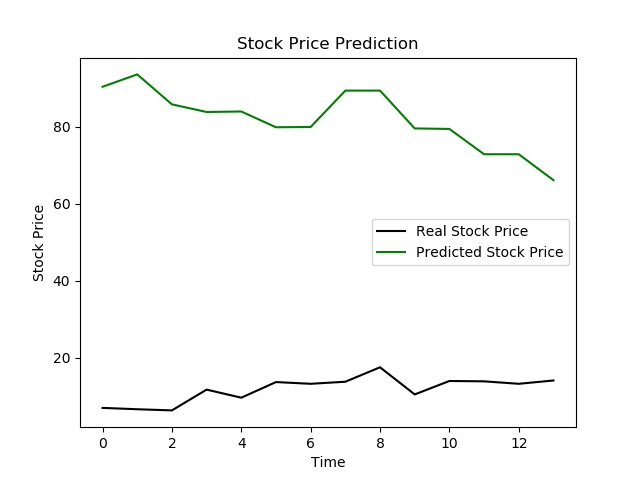 Stock Price Prediction
Stock Price
80
60
40
20
Real Stock Price
Predicted Stock Price
0 2 4 6 8 10 12
Time